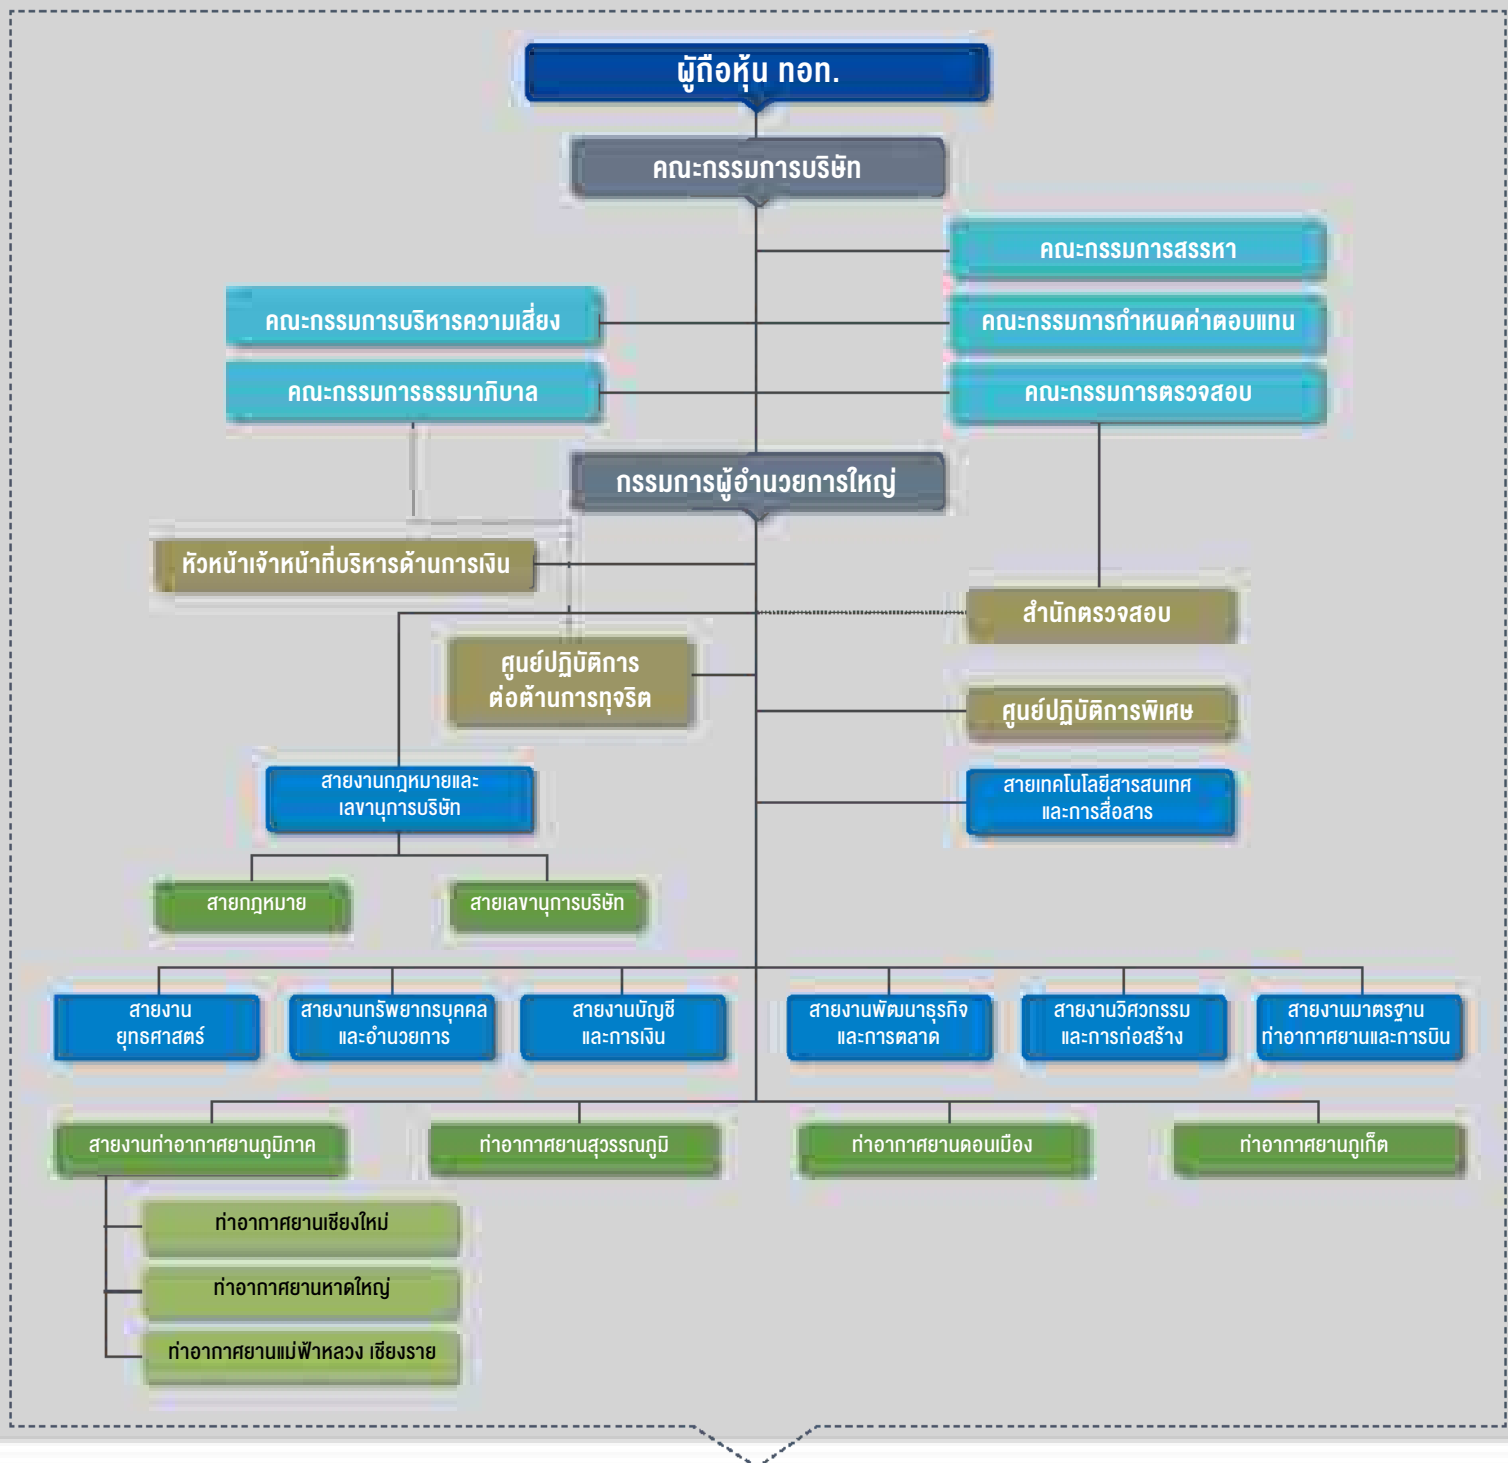 ผู้ถือหุ้น ทอท.
คณะกรรมการบริษัท
คณะกรรมการสรรหา
คณะกรรมการบริหารความเสี่ยง
คณะกรรมการกำหนดค่าตอบแทน
คณะกรรมการธรรมาภิบาล
คณะกรรมการตรวจสอบ
กรรมการผู้อำนวยการใหญ่
หัวหน้าเจ้าหน้าที่บริหารด้านการเงิน
สำนักตรวจสอบ
ศูนย์ปฏิบัติการ
ต่อต้านการทุจริต
ศูนย์ปฏิบัติการพิเศษ
สายงานกฎหมายและ
เลขานุการบริษัท
สายเทคโนโลยีสารสนเทศ
และการสื่อสาร
สายกฎหมาย
สายเลขานุการบริษัท
สายงาน
ยุทธศาสตร์
สายงานทรัพยากรบุคคล
และอำนวยการ
สายงานบัญชี
และการเงิน
สายงานพัฒนาธุรกิจ
และการตลาด
สายงานวิศวกรรม
และการก่อสร้าง
สายงานมาตรฐาน
ท่าอากาศยานและการบิน
สายงานท่าอากาศยานภูมิภาค
ท่าอากาศยานสุวรรณภูมิ
ท่าอากาศยานดอนเมือง
ท่าอากาศยานภูเก็ต
ท่าอากาศยานเชียงใหม่
ท่าอากาศยานหาดใหญ่
ท่าอากาศยานแม่ฟ้าหลวง เชียงราย